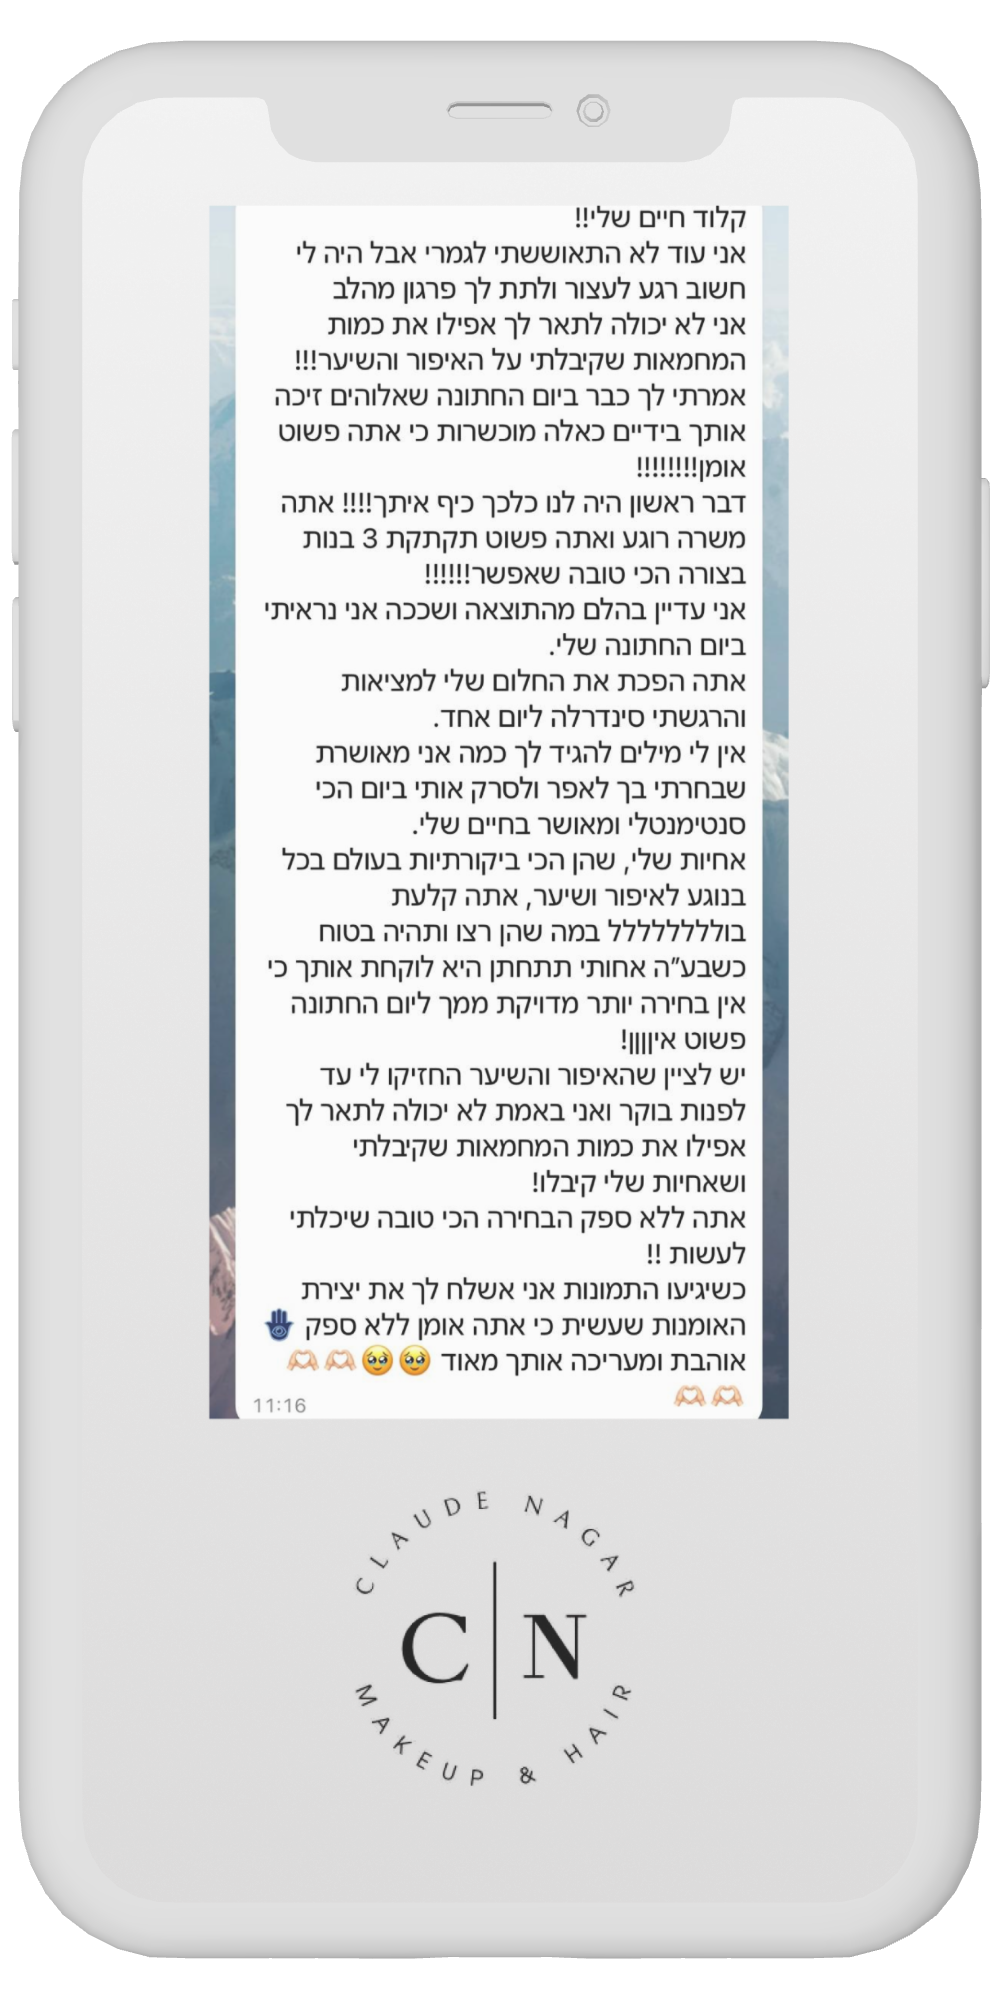 קלוד חיים שלי!!
אני עוד לא התאוששתי לגמרי אבל היה לי
חשוב רגע לעצור ולתת לך פרגון מהלב
אני לא יכולה לתאר לך אפילו את כמות
המחמאות שקיבלתי על האיפור והשיער!!!
אמרתי לך כבר ביום החתונה שאלוהים זיכה
אותך בידיים כאלה מוכשרות כי אתה פשוט
אומן!!!!!!!!
דבר ראשון היה לנו כלכך כיף איתך!!!! אתה
משרה רוגע ואתה פשוט תקתקת 3 בנות
בצורה הכי טובה שאפשר!!!!!!
אני עדיין בהלם מהתוצאה ושככה אני נראיתי
ביום החתונה שלי.
אתה הפכת את החלום שלי למציאות
והרגשתי סינדרלה ליום אחד.
אין לי מילים להגיד לך כמה אני מאושרת
שבחרתי בך לאפר ולסרק אותי ביום הכי
סנטימנטלי ומאושר בחיים שלי.
אחיות שלי, שהן הכי ביקורתיות בעולם בכל
בנוגע לאיפור ושיער, אתה קלעת
בוללללללללל במה שהן רצו ותהיה בטוח
כשבע״ה אחותי תתחתן היא לוקחת אותך כי
אין בחירה יותר מדויקת ממך ליום החתונה
פשוט איןןןן!
יש לציין שהאיפור והשיער החזיקו לי עד
לפנות בוקר ואני באמת לא יכולה לתאר לך
אפילו את כמות המחמאות שקיבלתי
ושאחיות שלי קיבלו!
אתה ללא ספק הבחירה הכי טובה שיכלתי
לעשות !!
כשיגיעו התמונות אני אשלח לך את יצירת
האומנות שעשית כי אתה אומן ללא ספק 🪬
אוהבת ומעריכה אותך מאוד 🥹🥹🫶🏻🫶🏻
🫶🏻🫶🏻
11:16
CLAUDE NAGAR
C|N
MAKEUP & HAIR